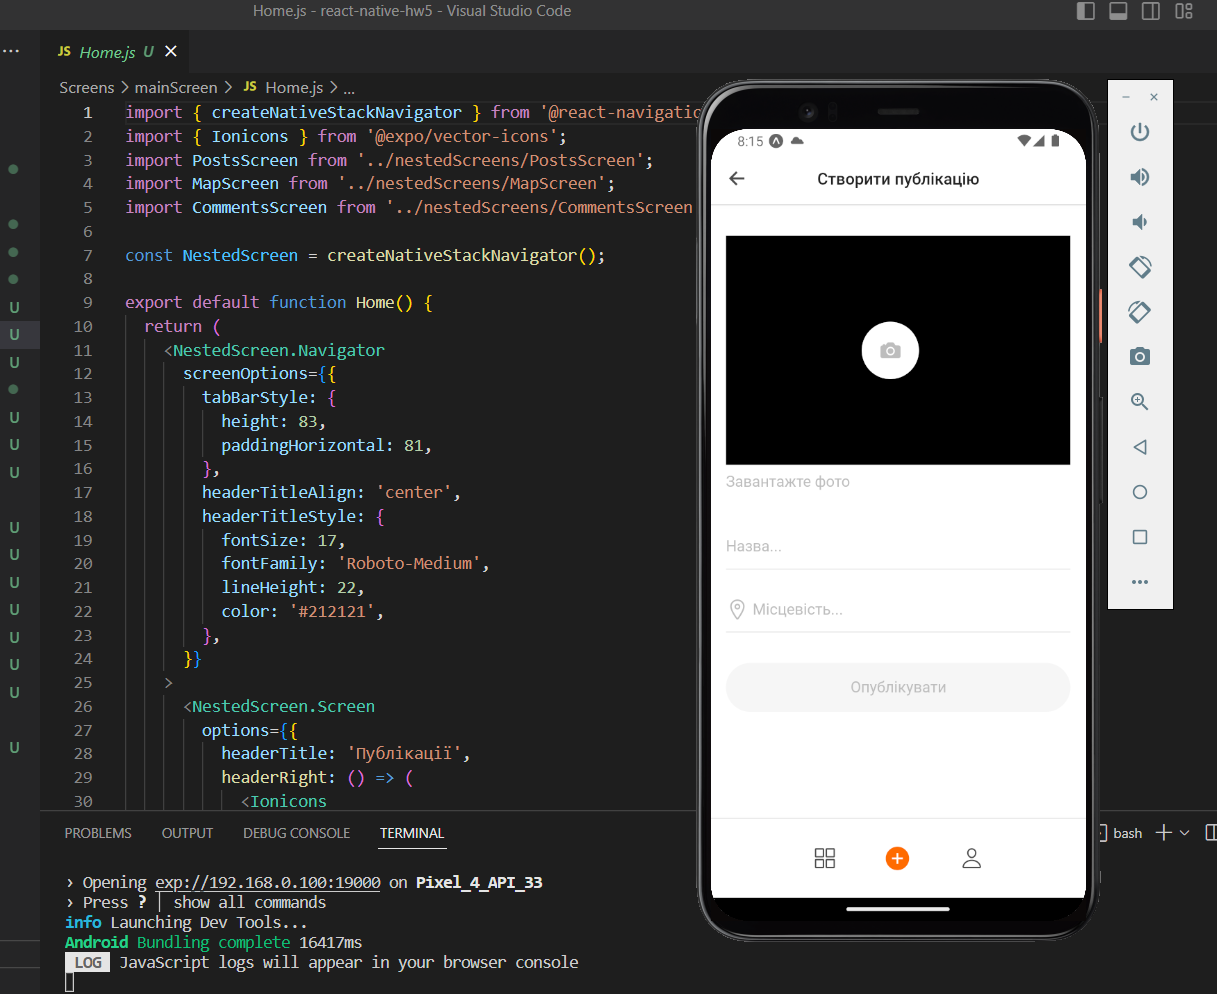 Home.js - react-native-hw5 - Visual Studio Code
JS Home.js U
Screens > mainScreen > JS Home.js > ...
1 import { createNativeStackNavigator } from '@react-navigatio
2 import { Ionicons } from '@expo/vector-icons';
3 import PostsScreen from '../nestedScreens/PostsScreen';
4 import MapScreen from '../nestedScreens/MapScreen';
5 import CommentsScreen from '../nestedScreens/CommentsScreen
6
7 const NestedScreen = createNativeStackNavigator();
8
9 export default function Home() {
10 return (
11 <NestedScreen.Navigator
12 screenOptions={{
13 tabBarStyle: {
14 height: 83,
15 paddingHorizontal: 81,
16 },
17 headerTitleAlign: 'center',
18 headerTitleStyle: {
19 fontSize: 17,
20 fontFamily: 'Roboto-Medium',
21 lineHeight: 22,
22 color: '#212121',
23 },
24 }}
25 >
26 <NestedScreen.Screen
27 options={{
28 headerTitle: 'Публікації',
29 headerRight: () => (
30 <Ionicons
U
U
U
U
U
U
U
U
U
U
U
U
U
U
8:15
Створити публікацію
Завантажте фото
Назва...
Місцевість...
Опублікувати
PROBLEMS OUTPUT DEBUG CONSOLE TERMINAL
bash
› Opening exp://192.168.0.100:19000 on Pixel_4_API_33
› Press ? │ show all commands
info Launching Dev Tools...
Android Bundling complete 16417ms
LOG JavaScript logs will appear in your browser console